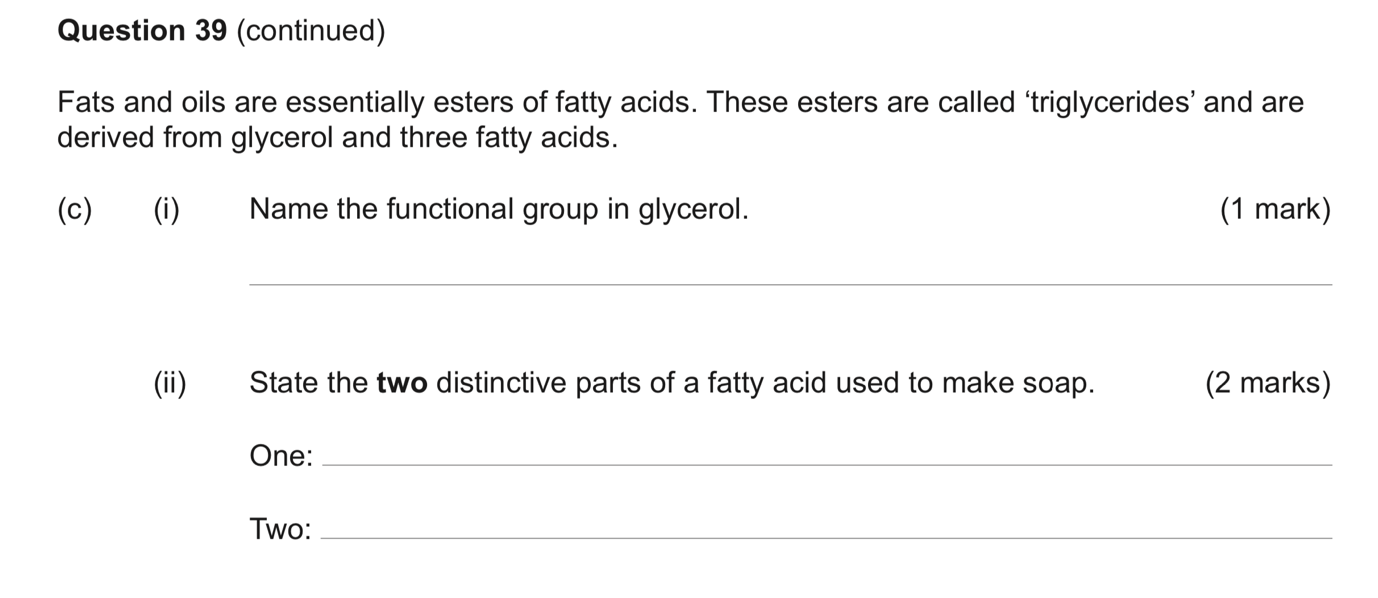 Question 39 (continued)
Fats and oils are essentially esters of fatty acids. These esters are called ‘triglycerides’ and are
derived from glycerol and three fatty acids.
(c) (i) Name the functional group in glycerol. (1 mark)
(ii) State the two distinctive parts of a fatty acid used to make soap. (2 marks)
One:
Two: